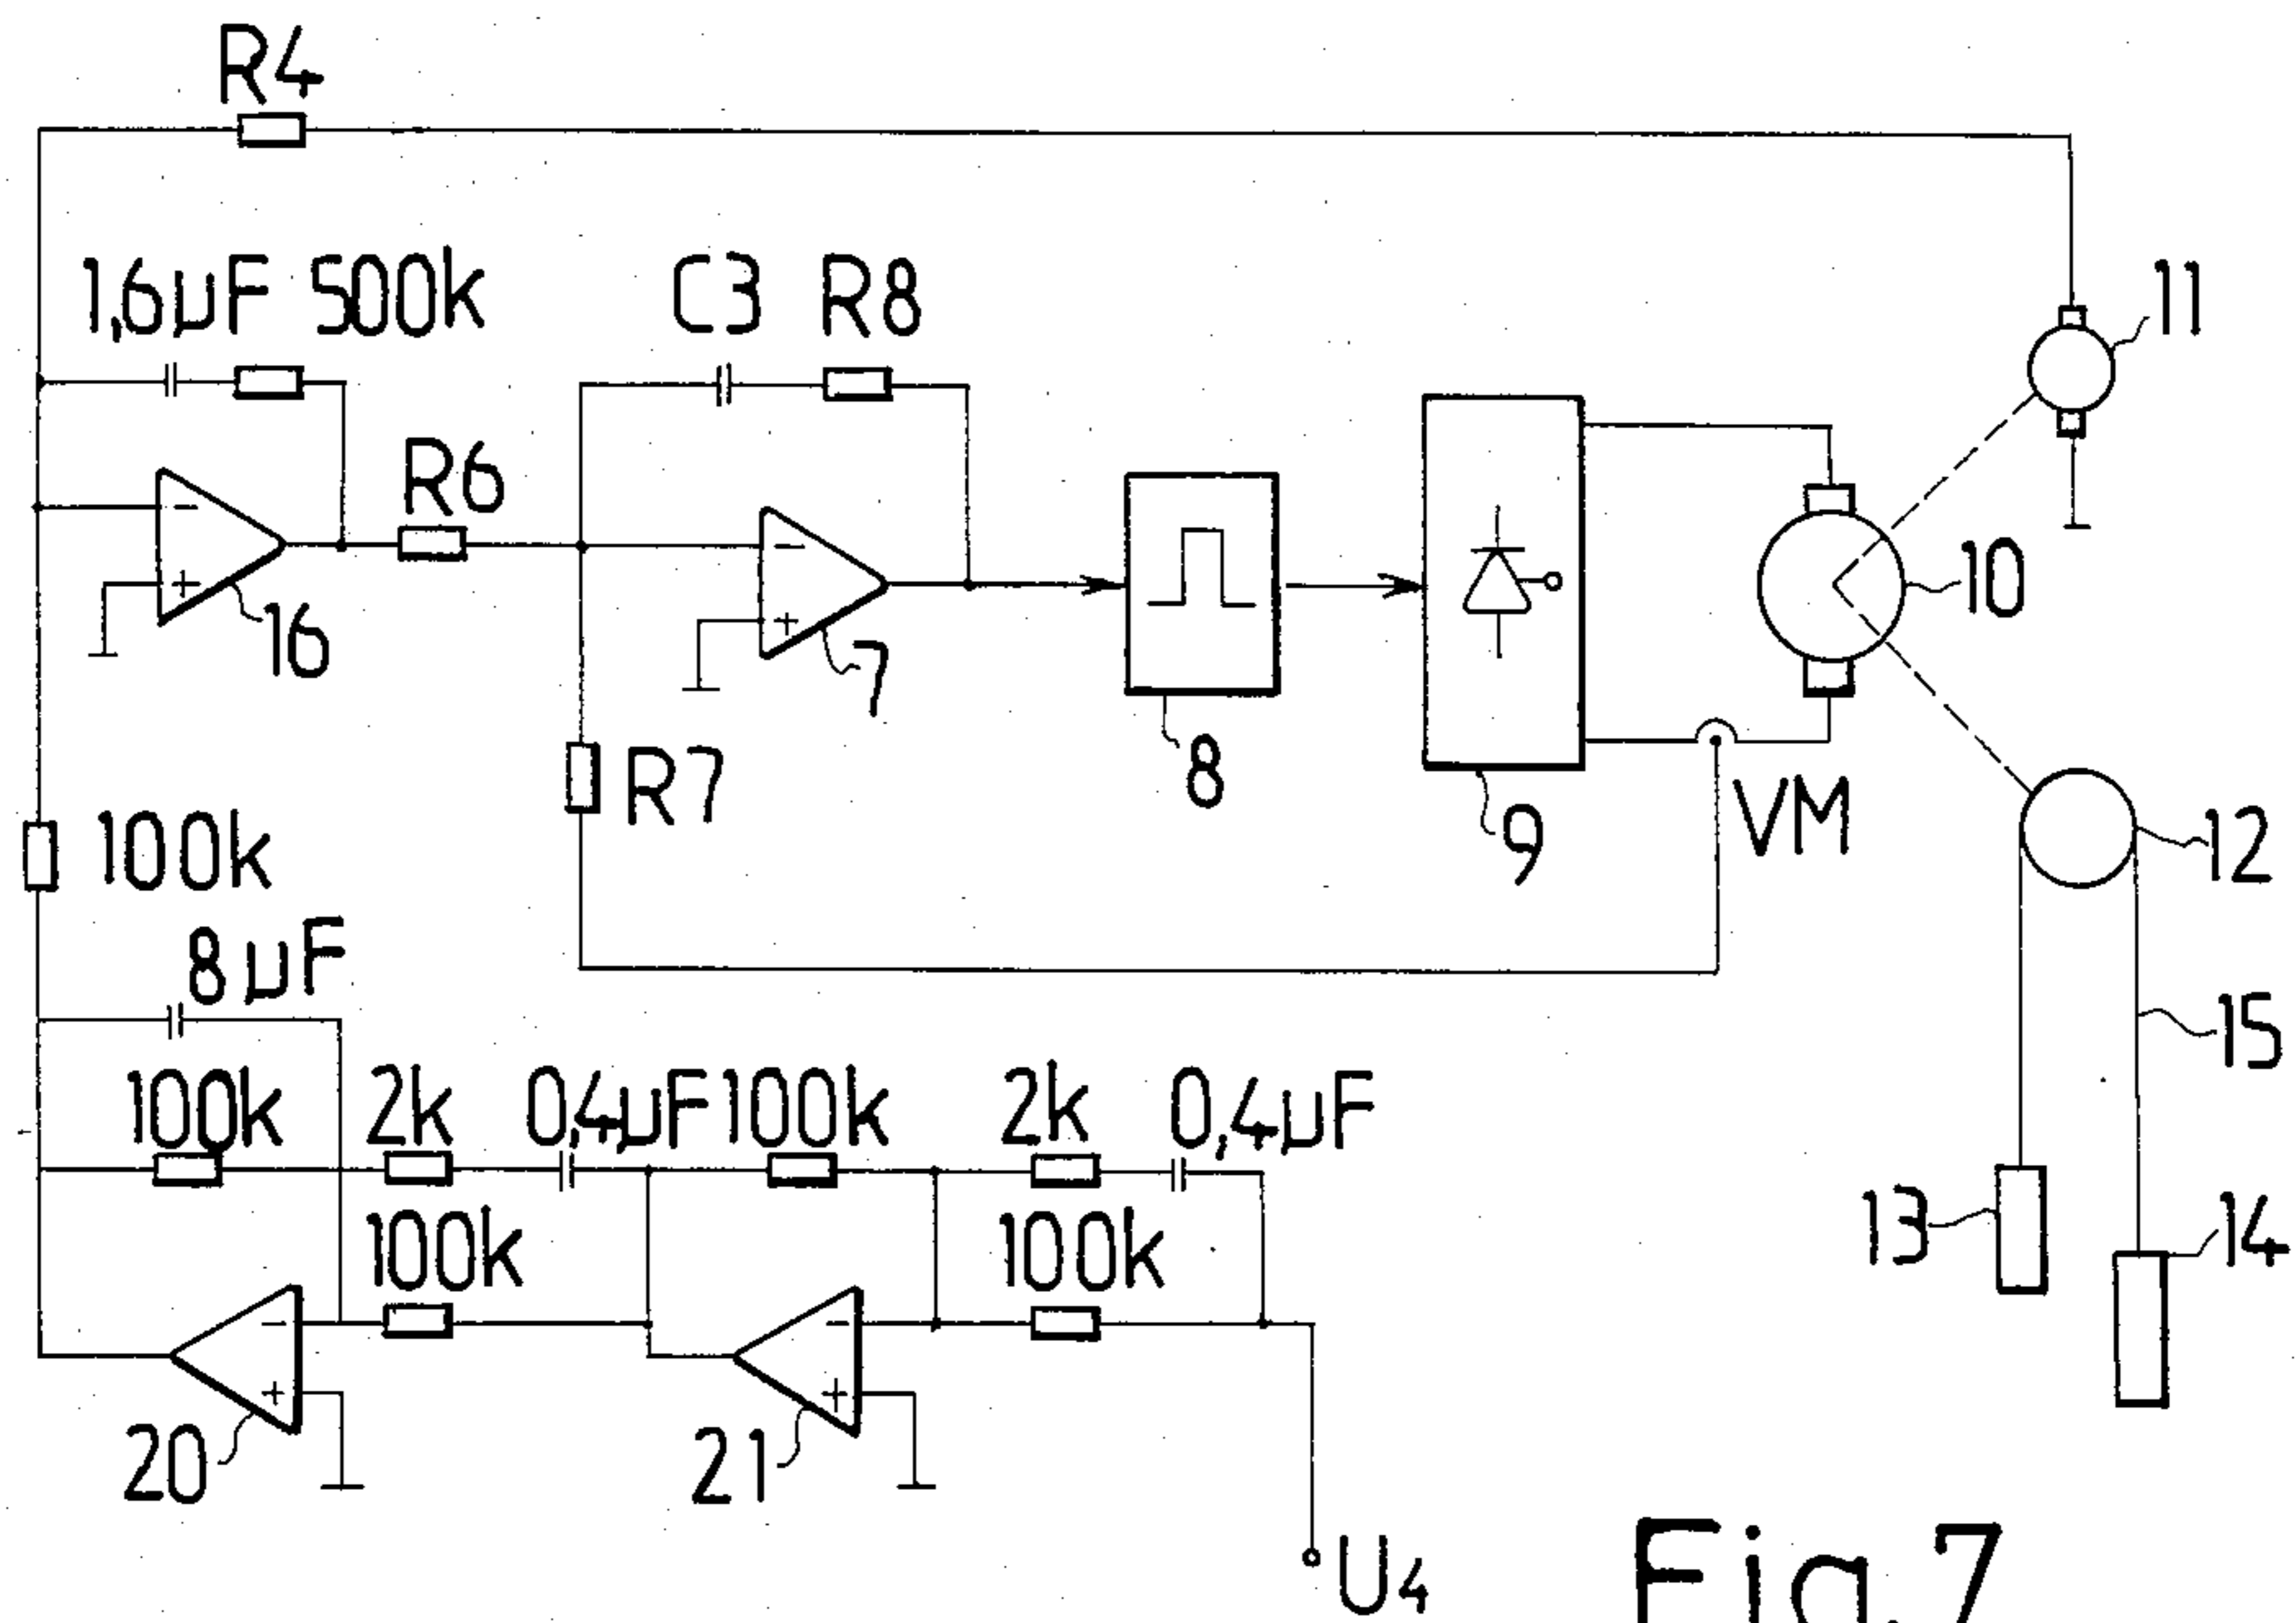 R4
1,6µF 500k
C3 R8
11
R6
16
7
10
R7
8
9
VM
12
100k
8µF
15
100k 2k 0,4µF 100k 2k 0,4µF
100k 100k
13
14
20
21
U4
Fig.7